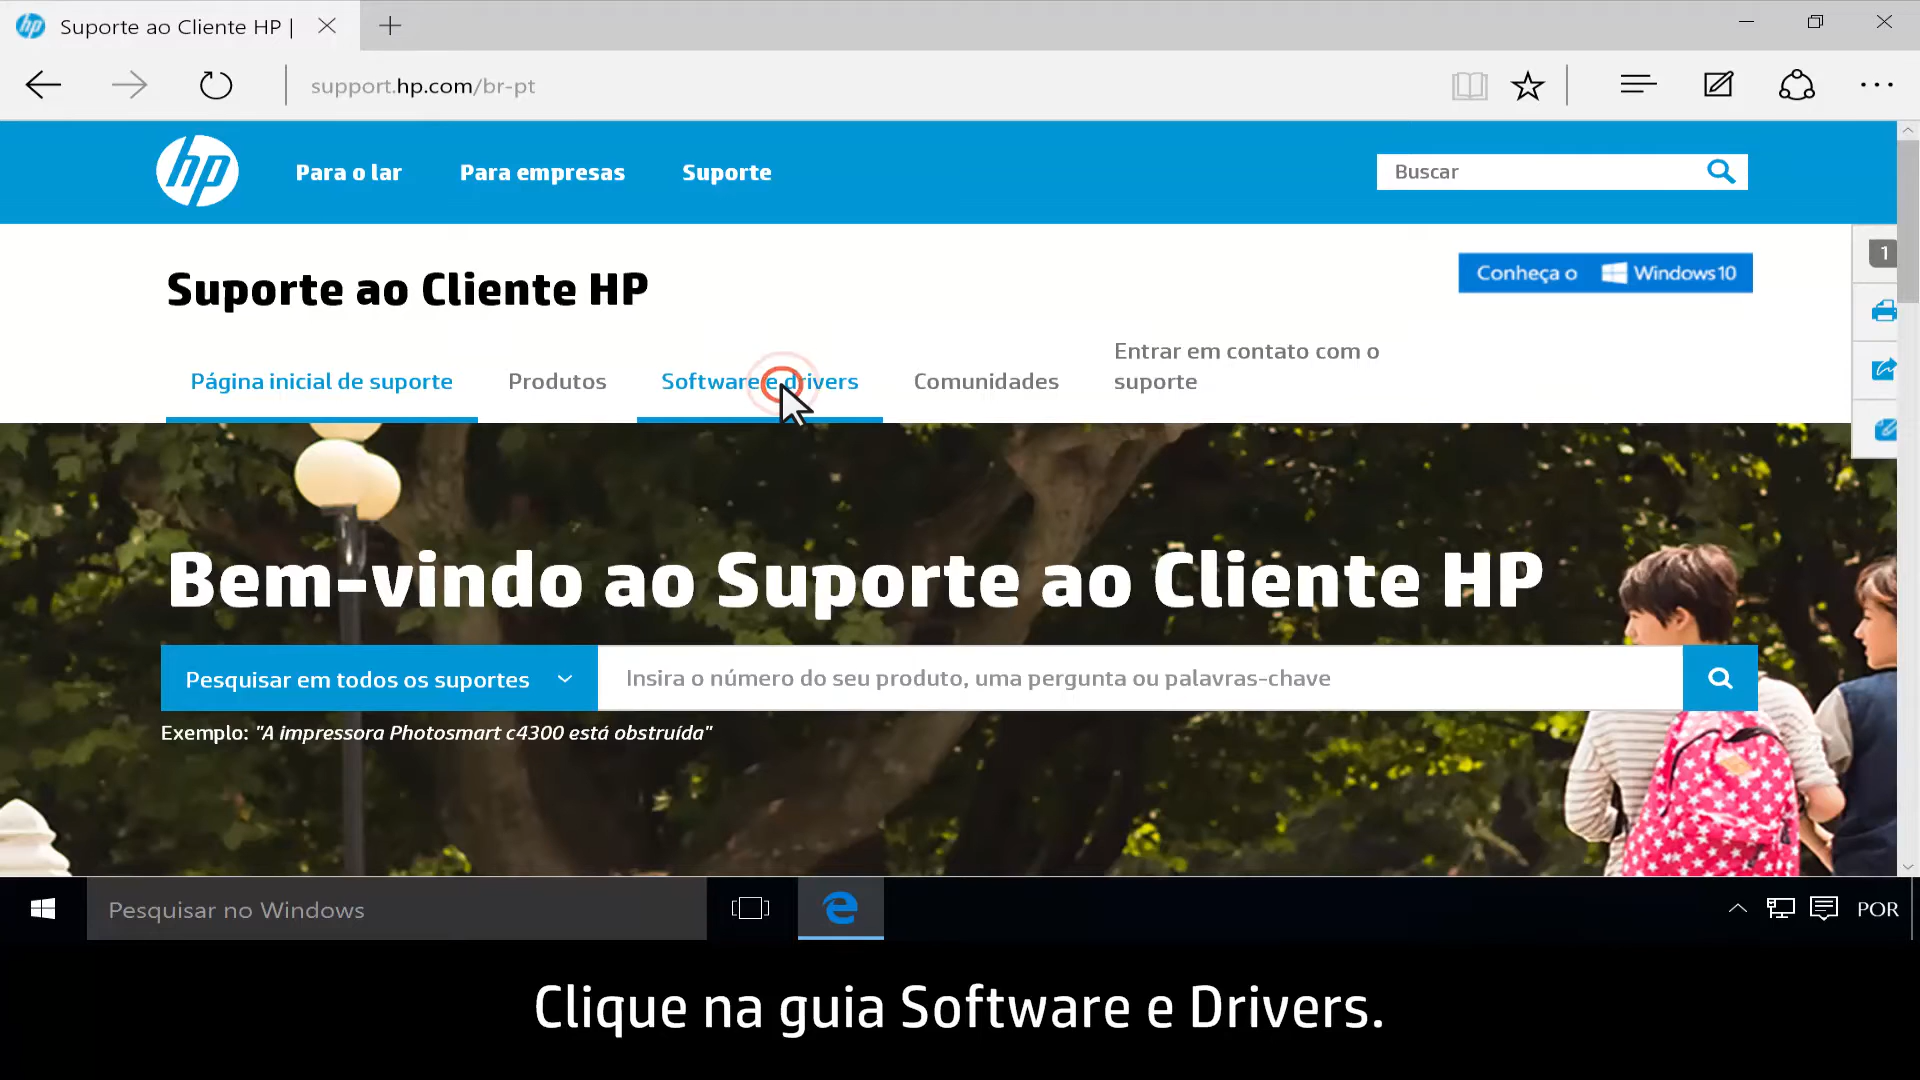 Suporte ao Cliente HP |
support.hp.com/br-pt
hp
Para o lar
Para empresas
Suporte
Buscar
Suporte ao Cliente HP
Conheça o Windows10
1
Página inicial de suporte
Produtos
Software e drivers
Comunidades
Entrar em contato com o
suporte
Bem-vindo ao Suporte ao Cliente HP
Pesquisar em todos os suportes
Insira o número do seu produto, uma pergunta ou palavras-chave
Exemplo: "A impressora Photosmart c4300 está obstruída"
Pesquisar no Windows
POR
Clique na guia Software e Drivers.